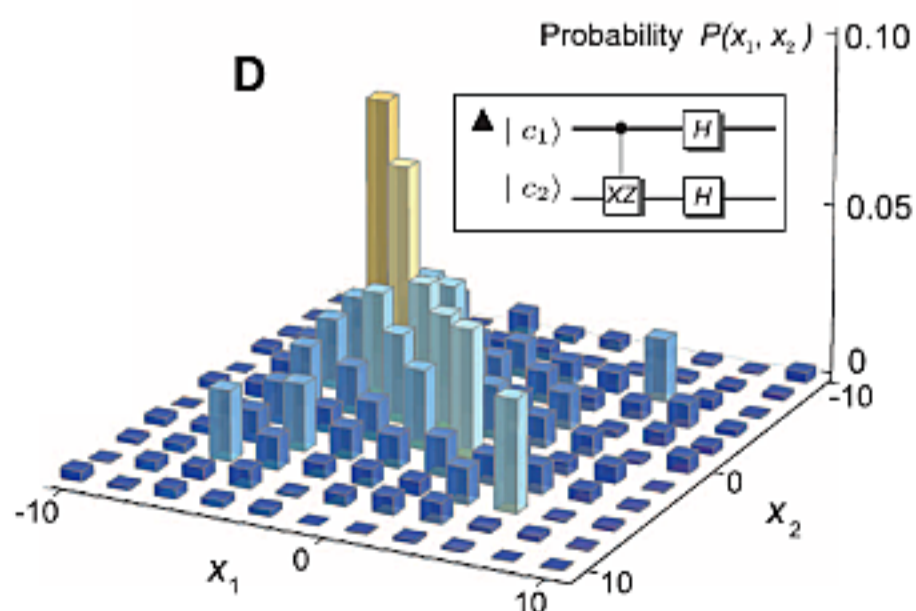 D
Probability P(x₁, x₂)
0.10
0.05
0
| c₁⟩
H
| c₂⟩
XZ
H
-10
0
10
x₂
-10
0
10
x₁